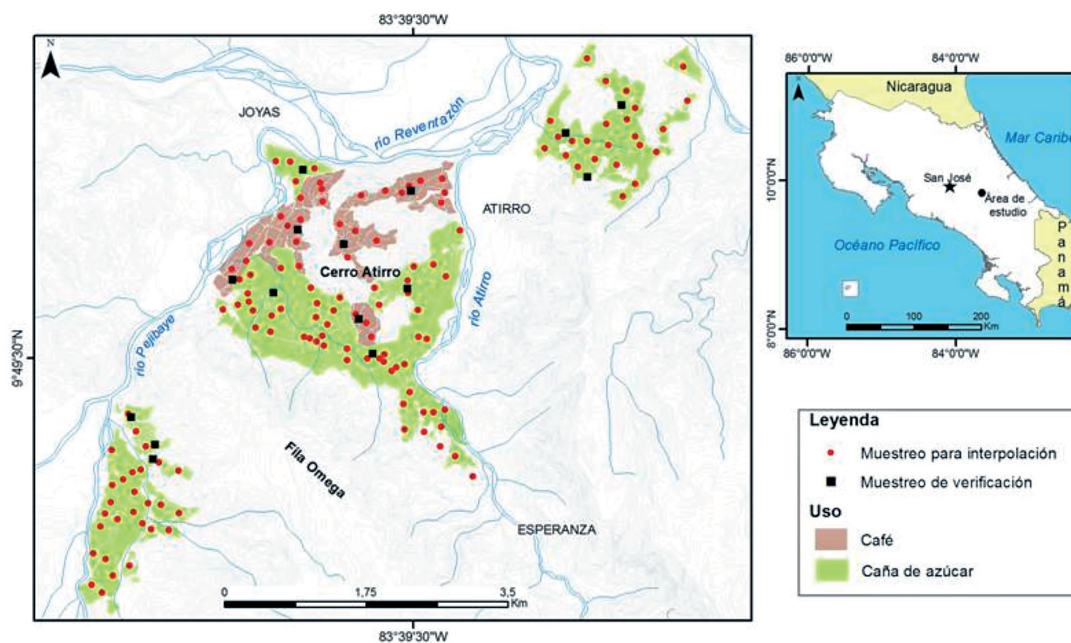 83°39'30"W
N
JOYAS
río Reventazón
ATIRRO
Cerro Atirro
río Atirro
río Pejibaye
9°49'30"N
Fila Omega
ESPERANZA
0 1,75 3,5
Km
83°39'30"W
86°0'0"W 84°0'0"W
Nicaragua
Mar Caribe
10°0'0"N
San José
Área de
estudio
Océano Pacífico
Panamá
8°0'0"N
0 50 100 200
Km
86°0'0"W 84°0'0"W
Leyenda
Muestreo para interpolación
Muestreo de verificación
Uso
Café
Caña de azúcar